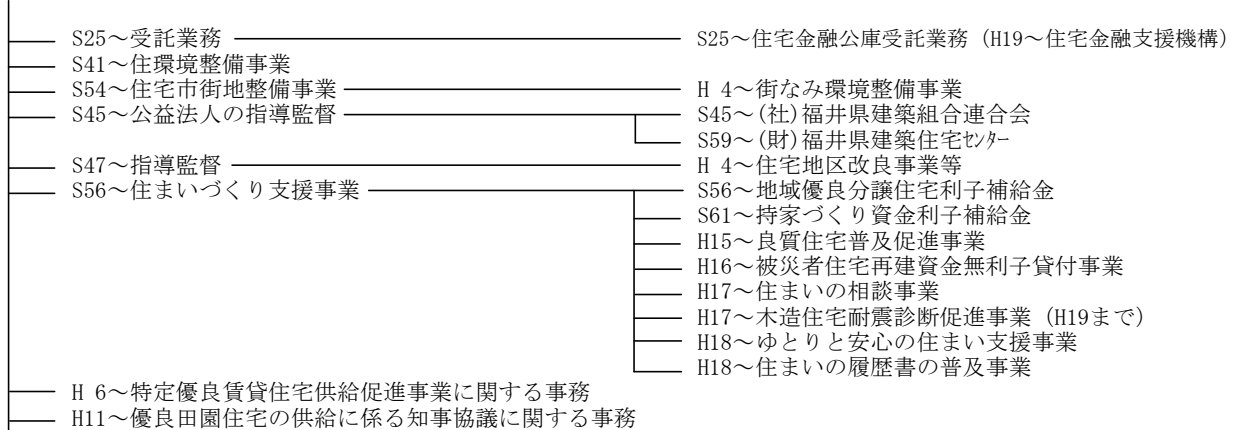 S25～受託業務 S25～住宅金融公庫受託業務 (H19～住宅金融支援機構)
S41～住環境整備事業
S54～住宅市街地整備事業 H 4～街なみ環境整備事業
S45～公益法人の指導監督 S45～(社)福井県建築組合連合会
S59～(財)福井県建築住宅ｾﾝﾀｰ
S47～指導監督 H 4～住宅地区改良事業等
S56～住まいづくり支援事業 S56～地域優良分譲住宅利子補給金
S61～持家づくり資金利子補給金
H15～良質住宅普及促進事業
H16～被災者住宅再建資金無利子貸付事業
H17～住まいの相談事業
H17～木造住宅耐震診断促進事業 (H19まで)
H18～ゆとりと安心の住まい支援事業
H18～住まいの履歴書の普及事業
H 6～特定優良賃貸住宅供給促進事業に関する事務
H11～優良田園住宅の供給に係る知事協議に関する事務